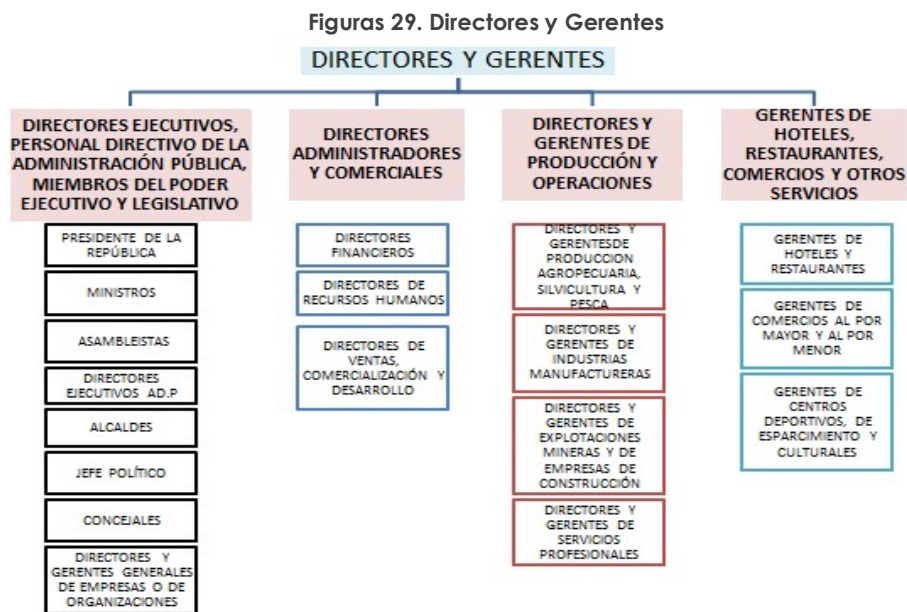 Figuras 29. Directores y Gerentes
DIRECTORES Y GERENTES
DIRECTORES EJECUTIVOS,
PERSONAL DIRECTIVO DE LA
ADMINISTRACIÓN PÚBLICA,
MIEMBROS DEL PODER
EJECUTIVO Y LEGISLATIVO
PRESIDENTE DE LA
REPÚBLICA
MINISTROS
ASAMBLEISTAS
DIRECTORES
EJECUTIVOS AD.P
ALCALDES
JEFE POLÍTICO
CONCEJALES
DIRECTORES Y
GERENTES GENERALES
DE EMPRESAS O DE
ORGANIZACIONES
DIRECTORES
ADMINISTRADORES
Y COMERCIALES
DIRECTORES
FINANCIEROS
DIRECTORES DE
RECURSOS HUMANOS
DIRECTORES DE
VENTAS,
COMERCIALIZACIÓN Y
DESARROLLO
DIRECTORES Y
GERENTES DE
PRODUCCIÓN Y
OPERACIONES
DIRECTORES Y
GERENTESDE
PRODUCCION
AGROPECUARIA,
SILVICULTURA Y
PESCA
DIRECTORES Y
GERENTES DE
INDUSTRIAS
MANUFACTURERAS
DIRECTORES Y
GERENTES DE
EXPLOTACIONES
MINERAS Y DE
EMPRESAS DE
CONSTRUCCIÓN
DIRECTORES Y
GERENTES DE
SERVICIOS
PROFESIONALES
GERENTES DE
HOTELES,
RESTAURANTES,
COMERCIOS Y OTROS
SERVICIOS
GERENTES DE
HOTELES Y
RESTAURANTES
GERENTES DE
COMERCIOS AL POR
MAYOR Y AL POR
MENOR
GERENTES DE
CENTROS
DEPORTIVOS, DE
ESPARCIMIENTO Y
CULTURALES